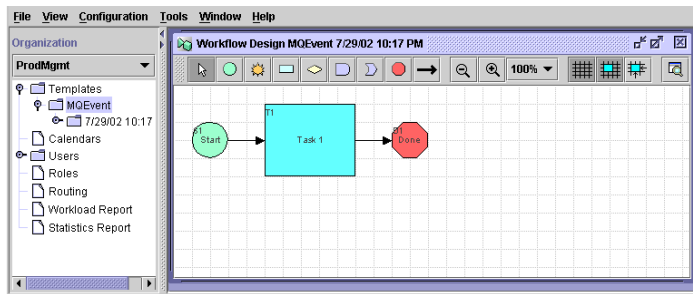 File View Configuration Tools Window Help
Organization
ProdMgmt
Templates
MQEvent
7/29/02 10:17
Calendars
Users
Roles
Routing
Workload Report
Statistics Report
Workflow Design MQEvent 7/29/02 10:17 PM
100%
S1
Start
T1
Task 1
Done